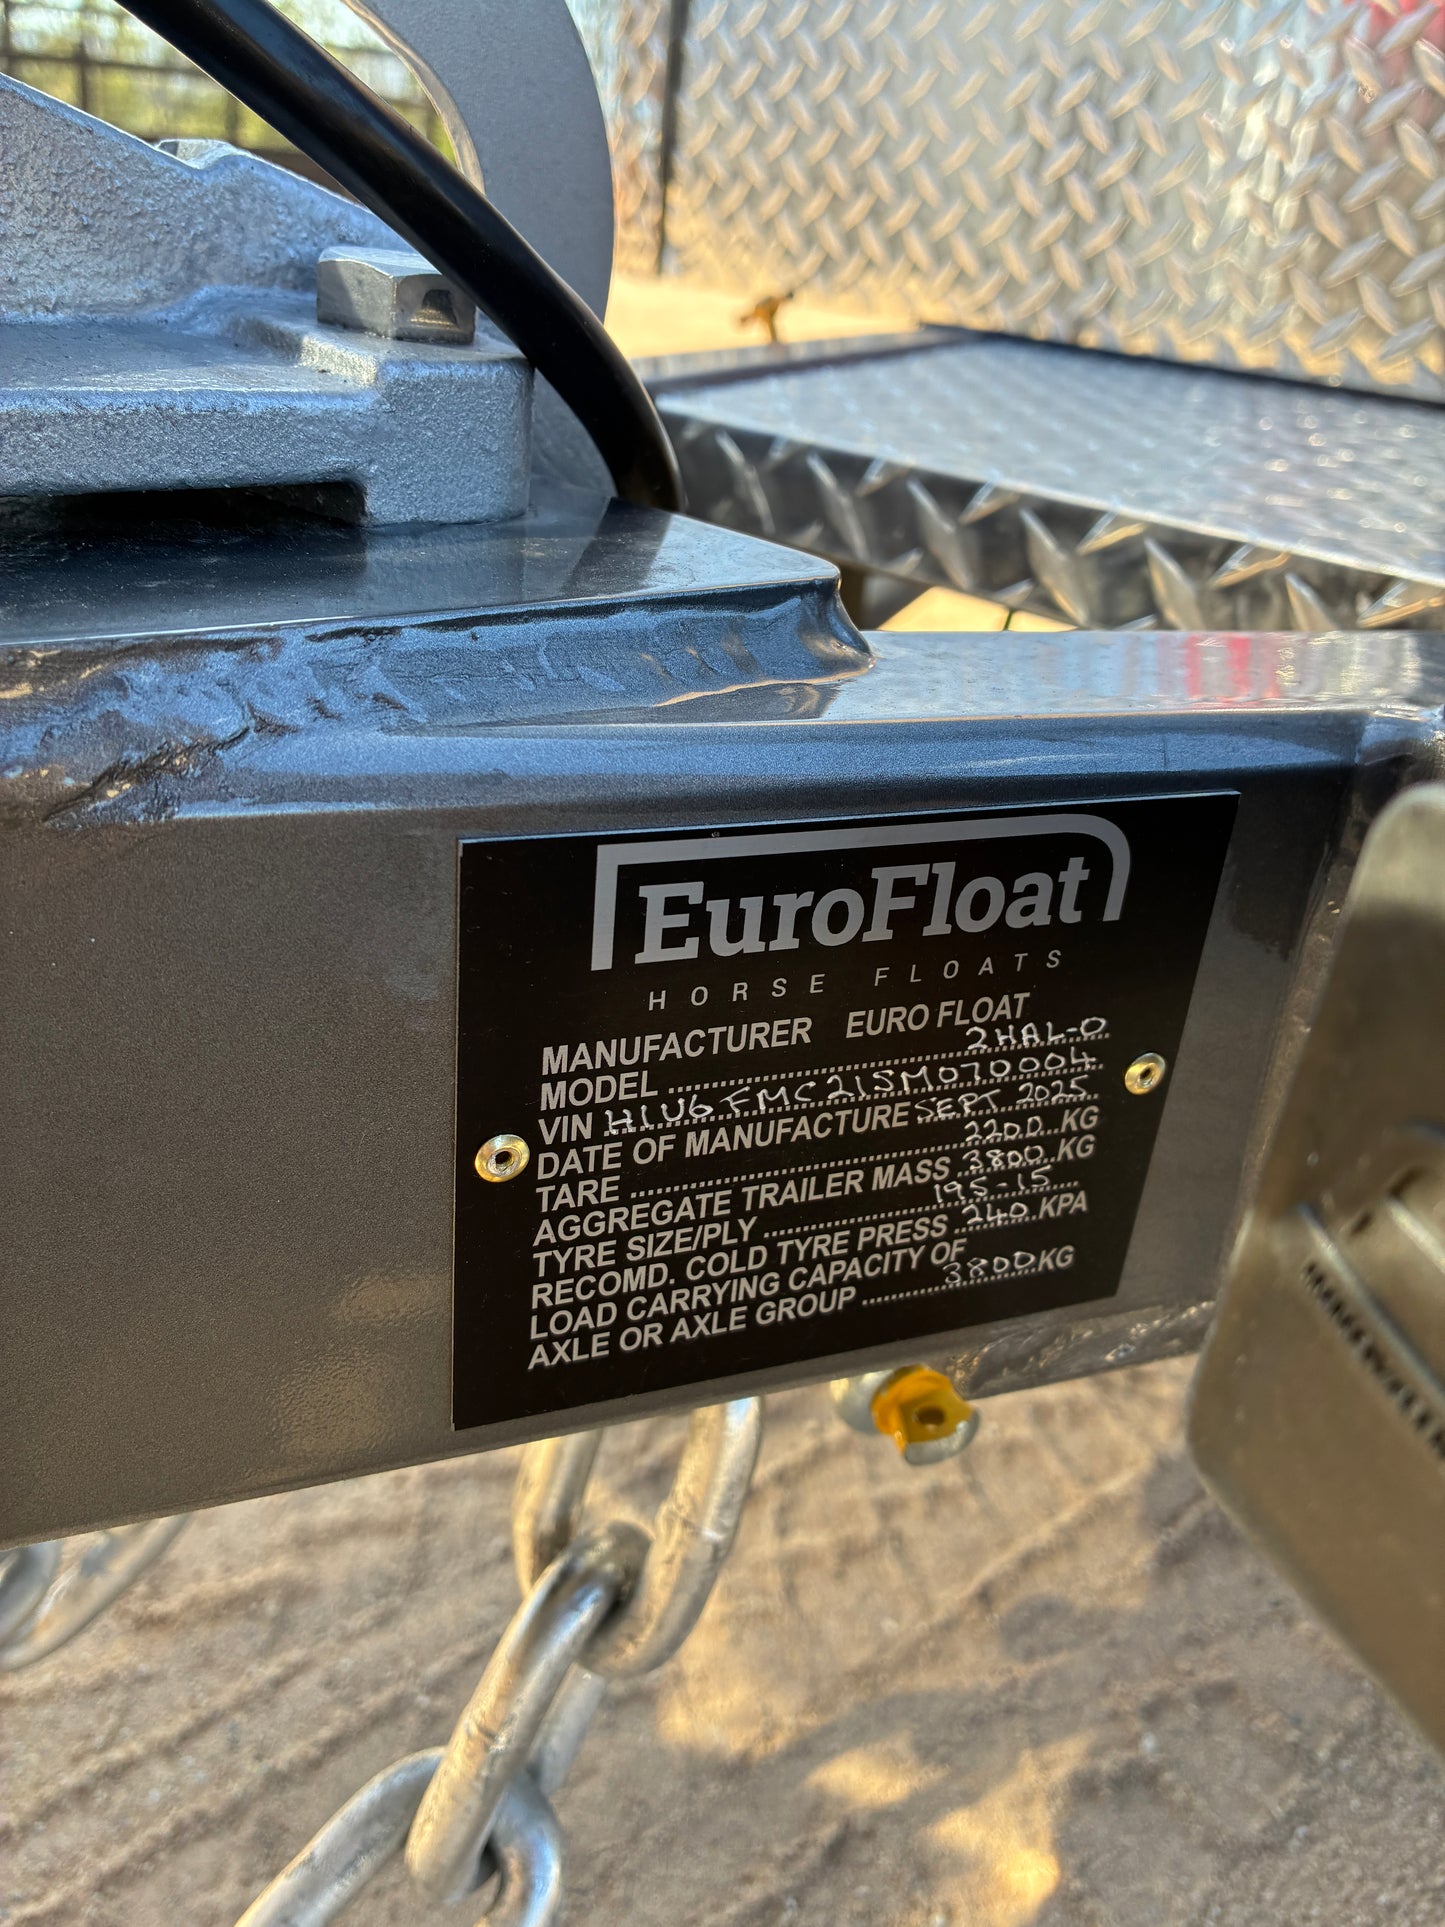 EuroFloat
HORSE FLOATS
MANUFACTURER EURO FLOAT
MODEL 2HAL-O
VIN H1U6FMC21SM070004
DATE OF MANUFACTURE SEPT 2025
TARE 2200 KG
AGGREGATE TRAILER MASS 3800 KG
TYRE SIZE/PLY 195-15
RECOMD. COLD TYRE PRESS 240 KPA
LOAD CARRYING CAPACITY OF
AXLE OR AXLE GROUP 3800 KG